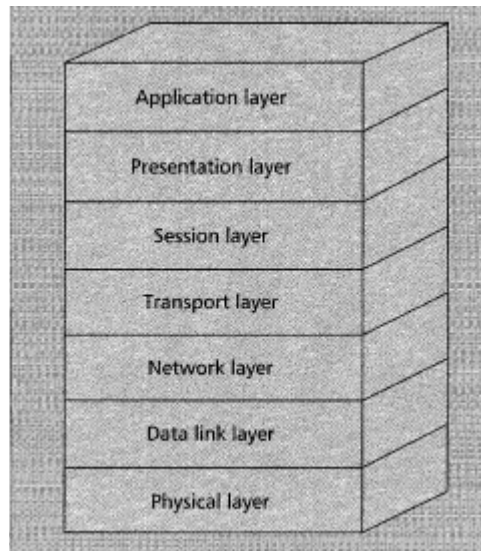 Application layer
Presentation layer
Session layer
Transport layer
Network layer
Data link layer
Physical layer